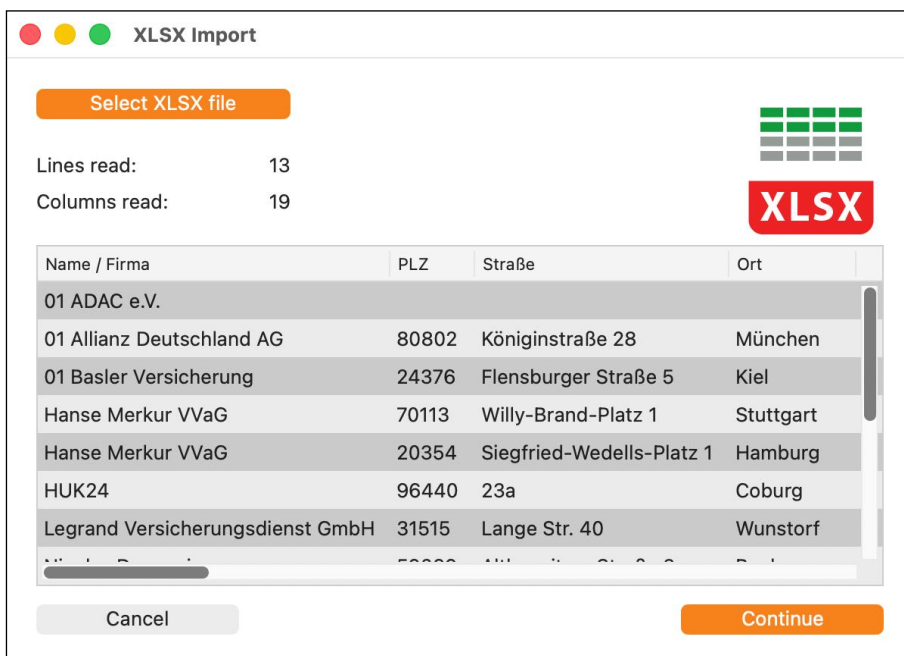 XLSX Import
Select XLSX file
Lines read: 13
Columns read: 19
XLSX
Name / Firma PLZ Straße Ort
01 ADAC e.V.
01 Allianz Deutschland AG 80802 Königinstraße 28 München
01 Basler Versicherung 24376 Flensburger Straße 5 Kiel
Hanse Merkur VVaG 70113 Willy-Brand-Platz 1 Stuttgart
Hanse Merkur VVaG 20354 Siegfried-Wedells-Platz 1 Hamburg
HUK24 96440 23a Coburg
Legrand Versicherungsdienst GmbH 31515 Lange Str. 40 Wunstorf
Cancel Continue